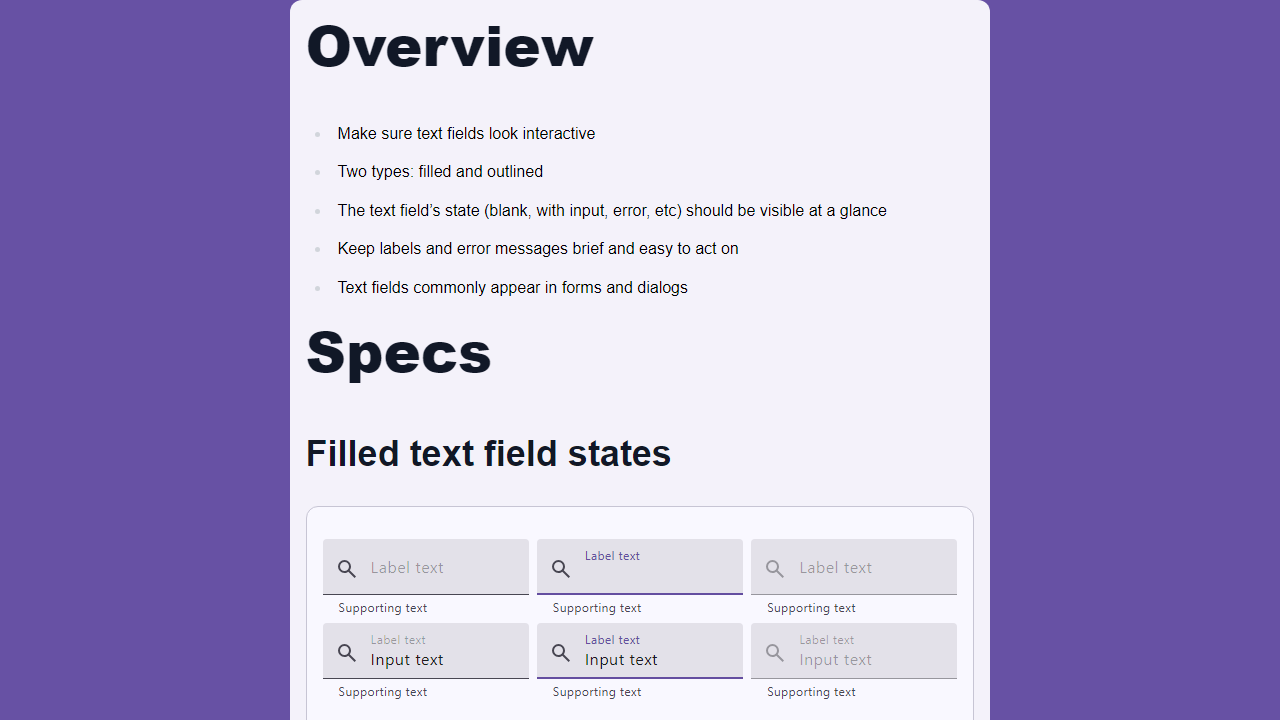 Overview
Make sure text fields look interactive
Two types: filled and outlined
The text field’s state (blank, with input, error, etc) should be visible at a glance
Keep labels and error messages brief and easy to act on
Text fields commonly appear in forms and dialogs
Specs
Filled text field states
Label text
Label text
Label text
Supporting text
Supporting text
Supporting text
Label text
Input text
Label text
Input text
Label text
Input text
Supporting text
Supporting text
Supporting text